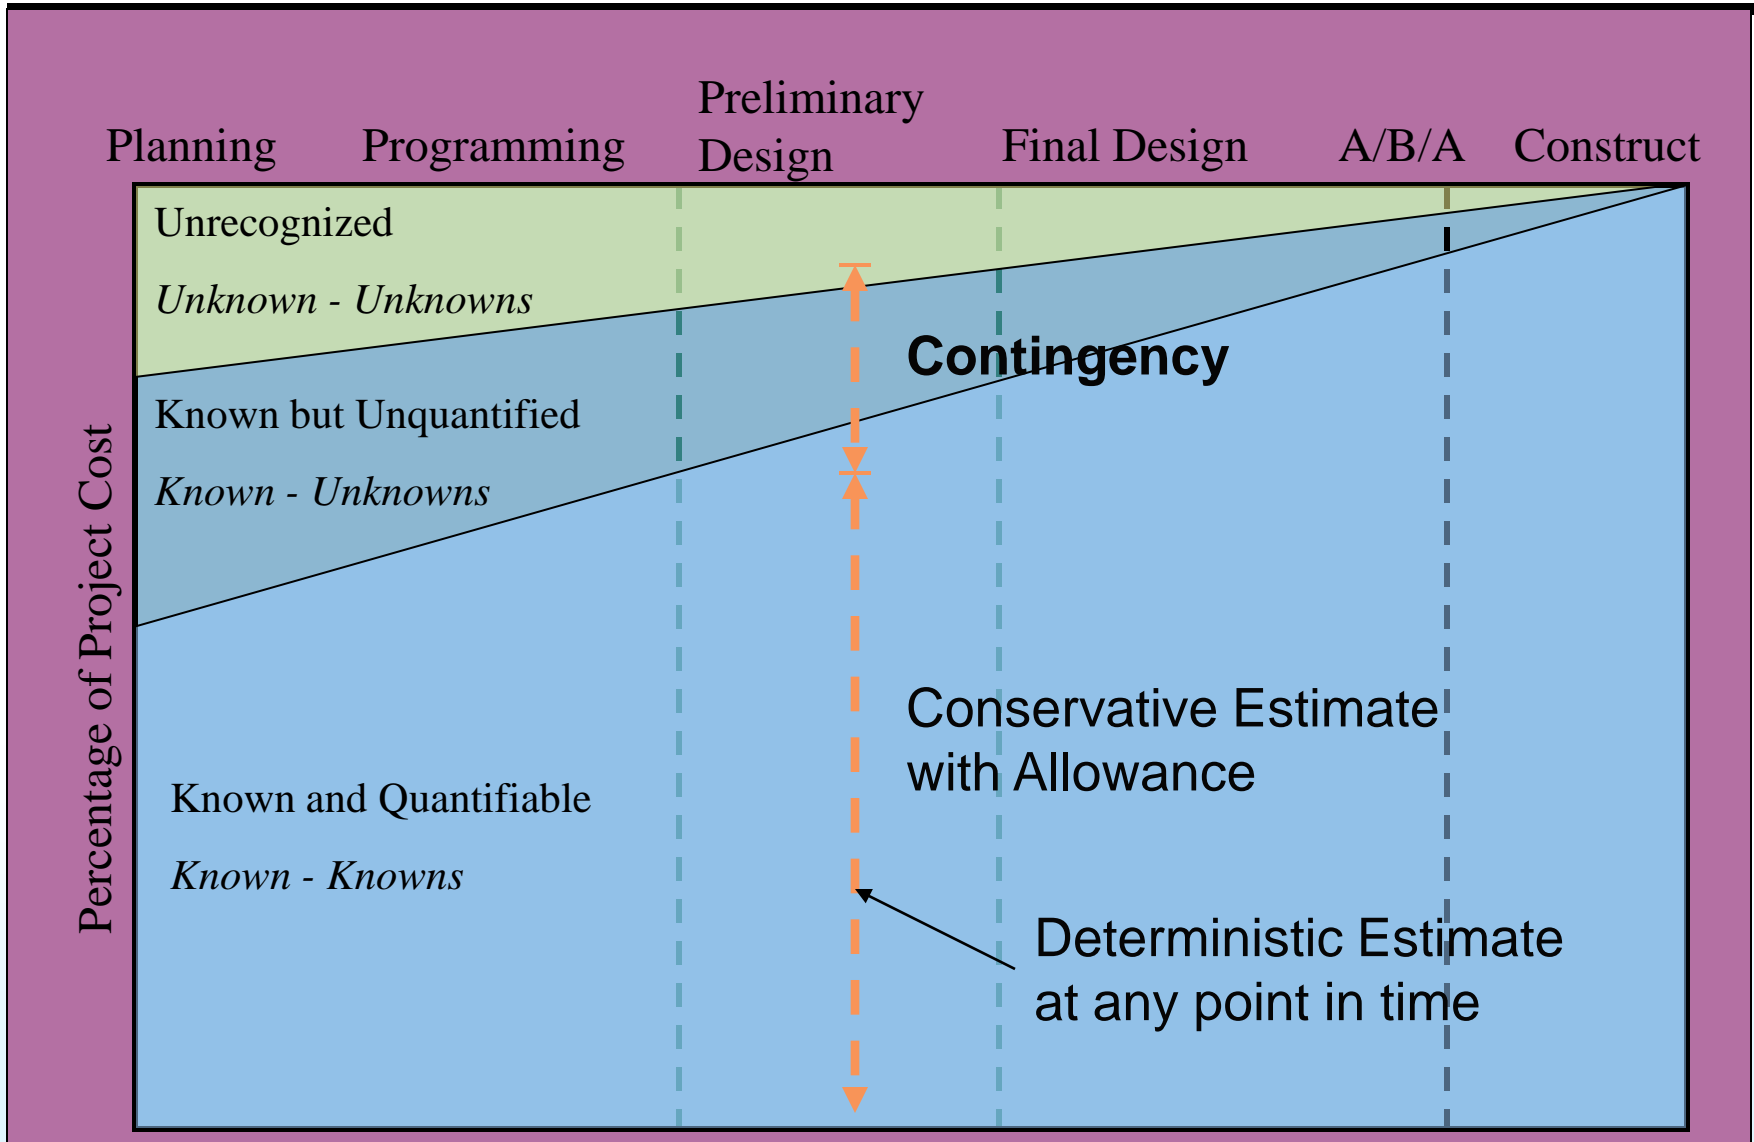 Preliminary
Design
Planning
Programming
Final Design
A/B/A
Construct
Unrecognized
Unknown - Unknowns
Contingency
Known but Unquantified
Known - Unknowns
Percentage of Project Cost
Conservative Estimate
with Allowance
Known and Quantifiable
Known - Knowns
Deterministic Estimate
at any point in time